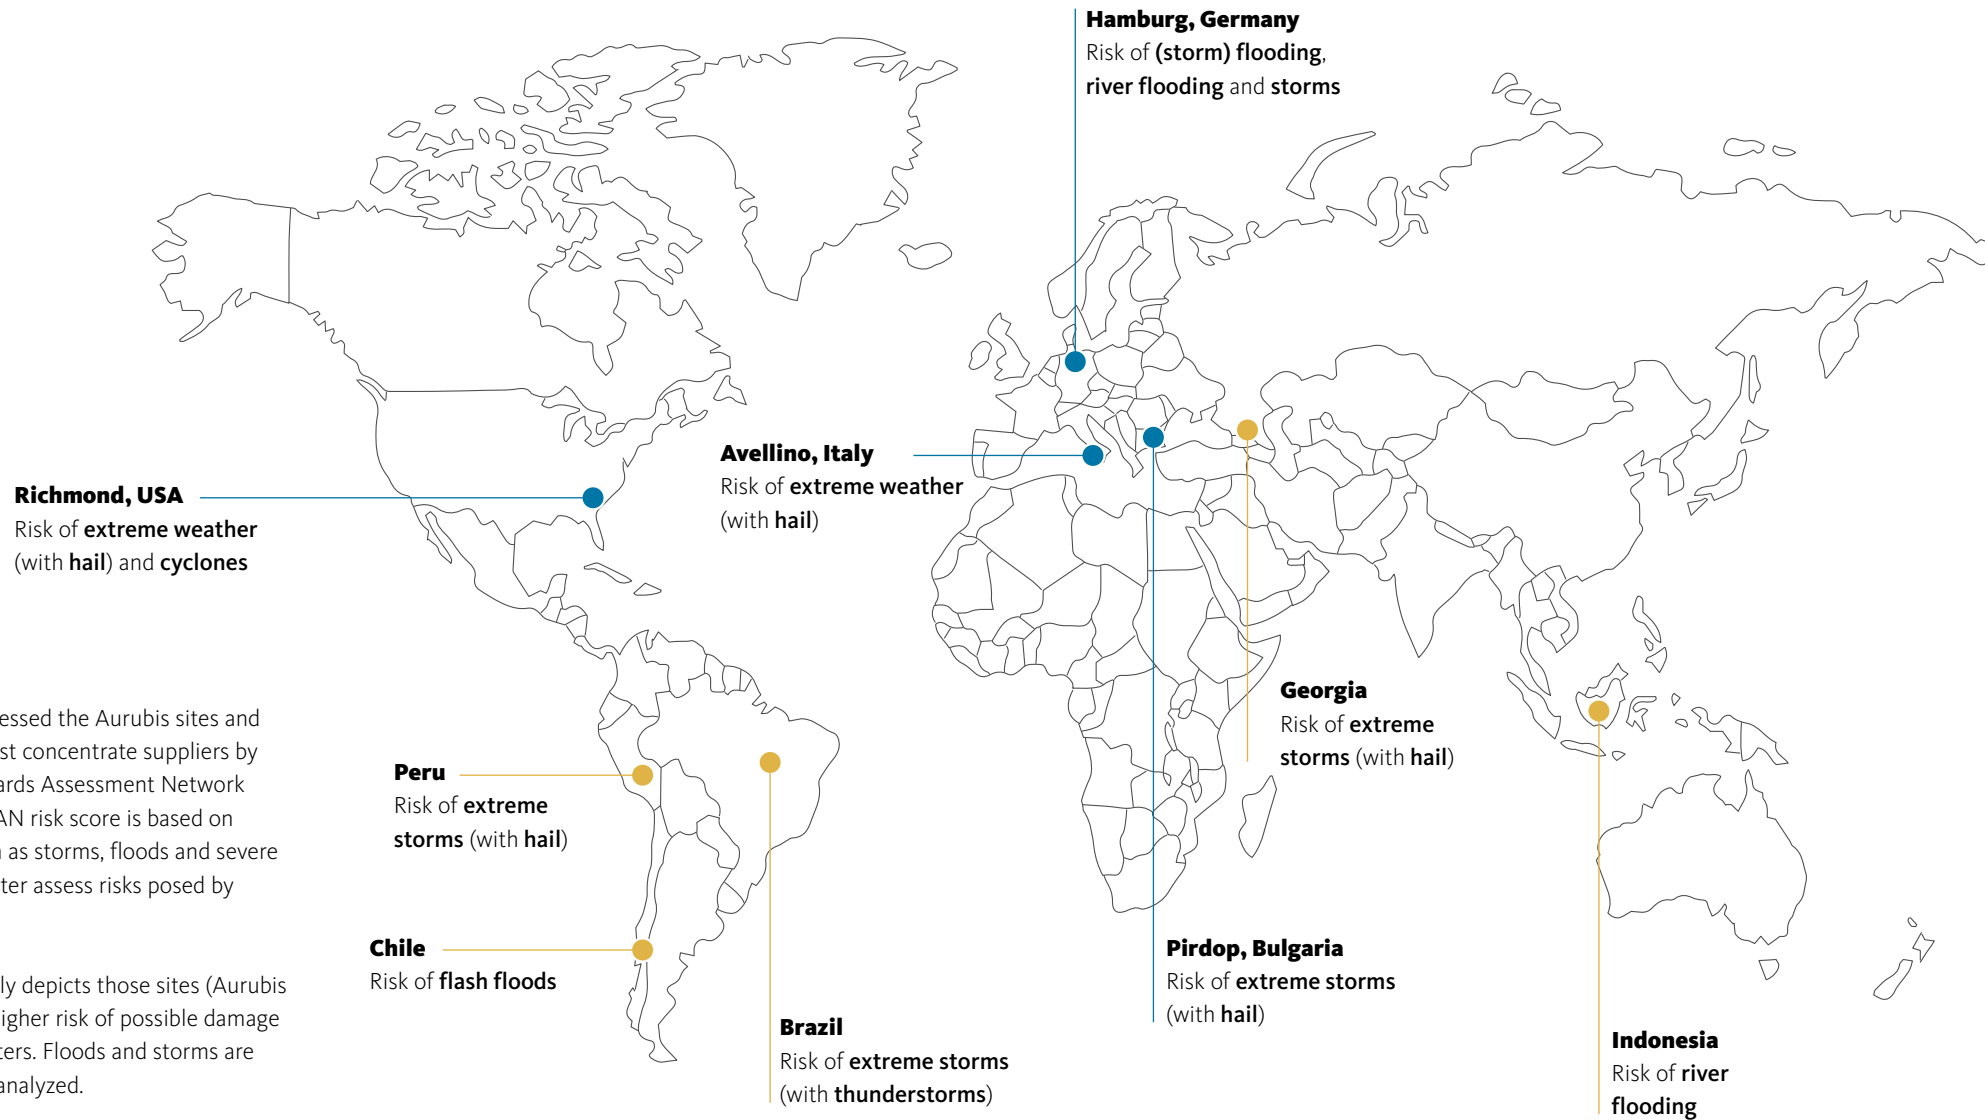 Hamburg, Germany
Risk of (storm) flooding,
river flooding and storms
Avellino, Italy
Risk of extreme weather
(with hail)
Richmond, USA
Risk of extreme weather
(with hail) and cyclones
Georgia
Risk of extreme
storms (with hail)
Peru
Risk of extreme
storms (with hail)
Chile
Risk of flash floods
Pirdop, Bulgaria
Risk of extreme storms
(with hail)
Brazil
Risk of extreme storms
(with thunderstorms)
Indonesia
Risk of river
flooding
essed the Aurubis sites and
st concentrate suppliers by
ards Assessment Network
AN risk score is based on
as storms, floods and severe
ter assess risks posed by
ly depicts those sites (Aurubis
igher risk of possible damage
ters. Floods and storms are
analyzed.